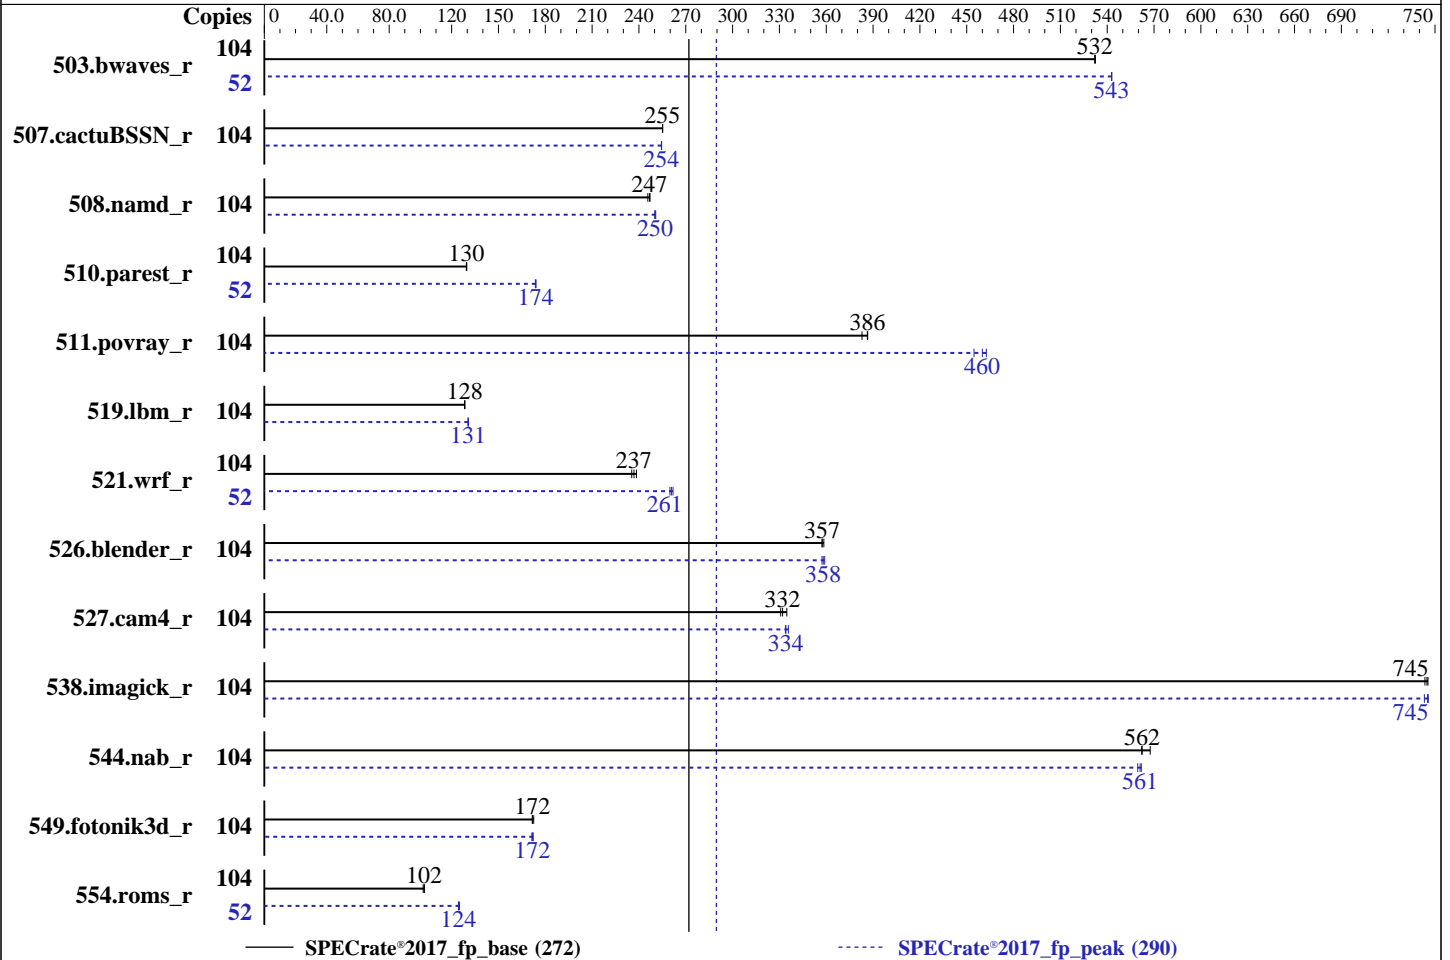 Copies 0 40.0 80.0 120 150 180 210 240 270 300 330 360 390 420 450 480 510 540 570 600 630 660 690 750
503.bwaves_r 104 532
52 543
507.cactuBSSN_r 104 255
254
508.namd_r 104 247
250
510.parest_r 104 130
52 174
511.povray_r 104 386
460
519.lbm_r 104 128
131
521.wrf_r 104 237
52 261
526.blender_r 104 357
358
527.cam4_r 104 332
334
538.imagick_r 104 745
745
544.nab_r 104 562
561
549.fotonik3d_r 104 172
172
554.roms_r 104 102
52 124
SPECrate®2017_fp_base (272) SPECrate®2017_fp_peak (290)